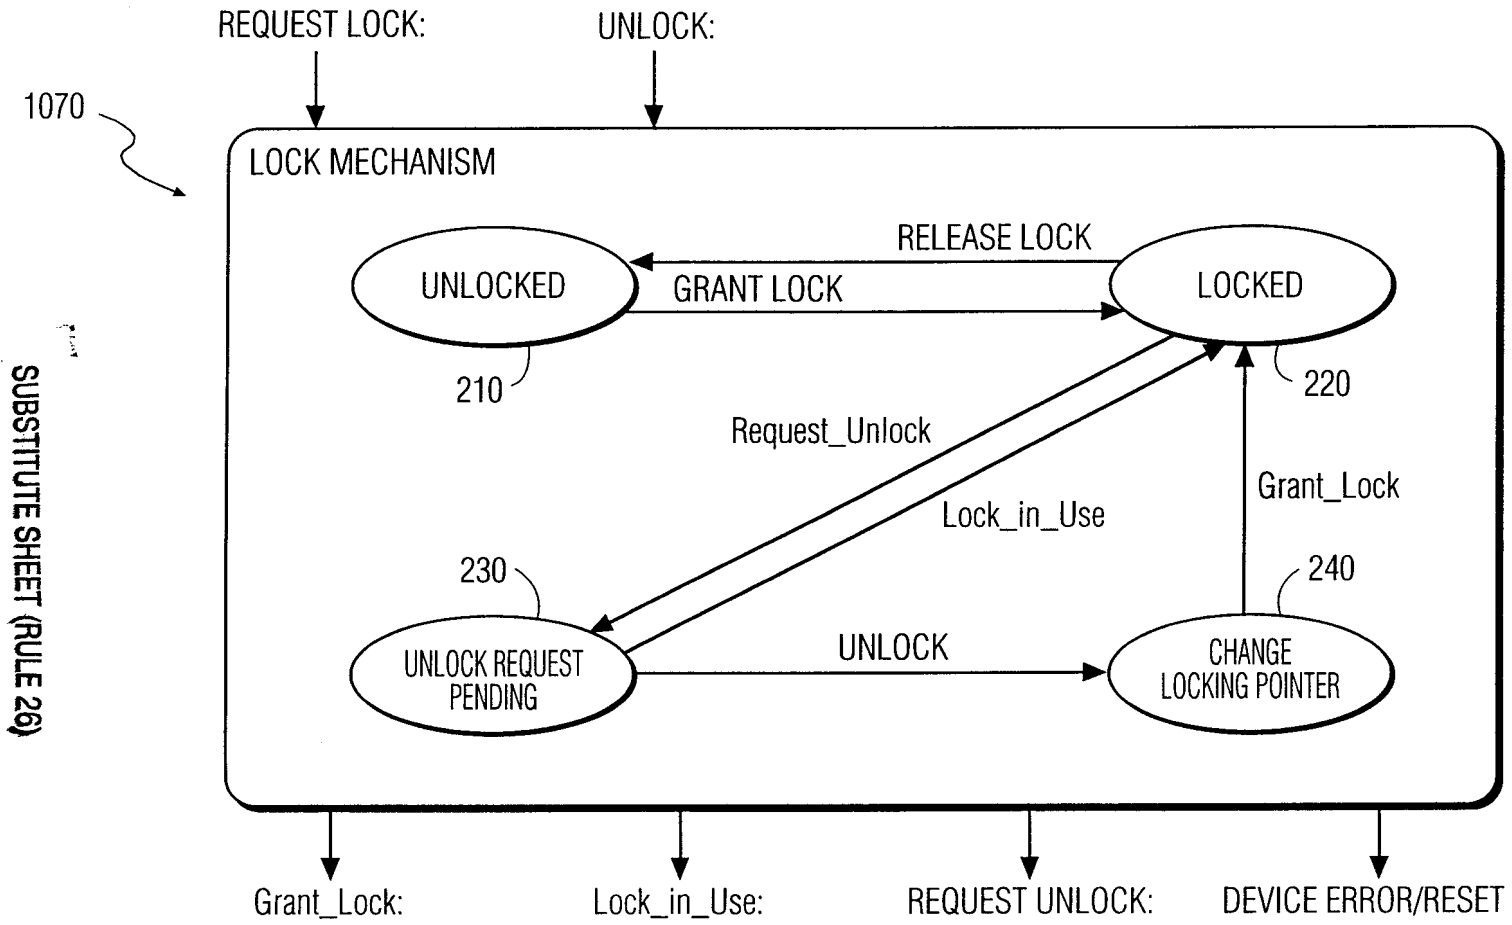 REQUEST LOCK:
UNLOCK:
1070
LOCK MECHANISM
RELEASE LOCK
UNLOCKED
GRANT LOCK
LOCKED
210
220
Request_Unlock
Lock_in_Use
Grant_Lock
230
240
UNLOCK REQUEST
PENDING
UNLOCK
CHANGE
LOCKING POINTER
Grant_Lock:
Lock_in_Use:
REQUEST UNLOCK:
DEVICE ERROR/RESET
SUBSTITUTE SHEET (RULE 26)